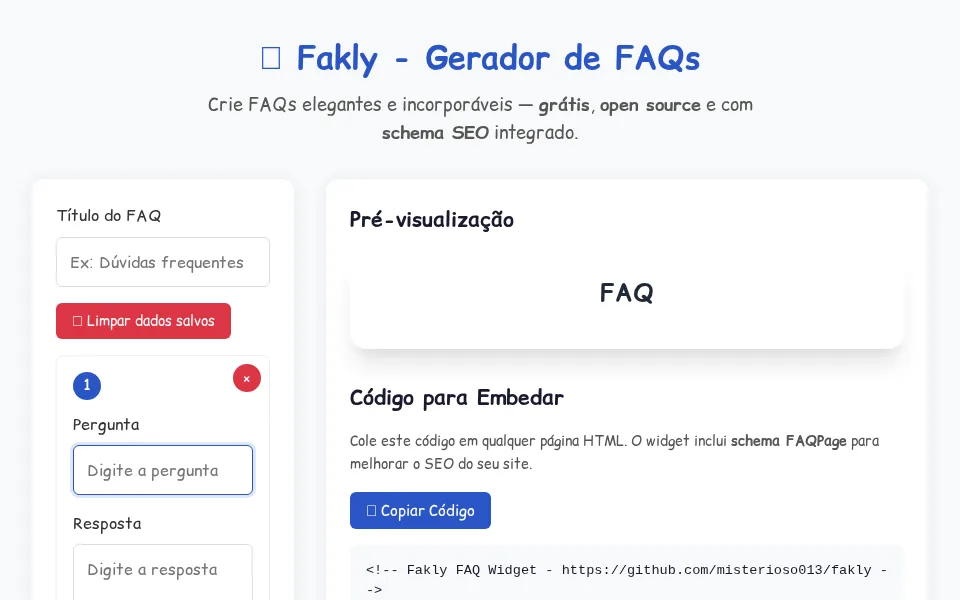 Fakly - Gerador de FAQs
Crie FAQs elegantes e incorporáveis — grátis, open source e com
schema SEO integrado.
Título do FAQ
Ex: Dúvidas frequentes
Limpar dados salvos
1
×
Pergunta
Digite a pergunta
Resposta
Digite a resposta
Pré-visualização
FAQ
Código para Embedar
Cole este código em qualquer página HTML. O widget inclui schema FAQPage para
melhorar o SEO do seu site.
Copiar Código
<!-- Fakly FAQ Widget - https://github.com/misterioso013/fakly -
->